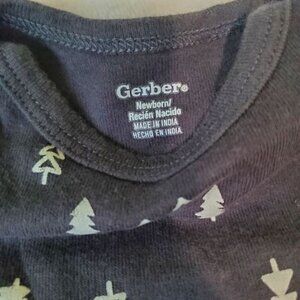 Gerber®
Newborn/
Recién Nacido
MADE IN INDIA
HECHO EN INDIA